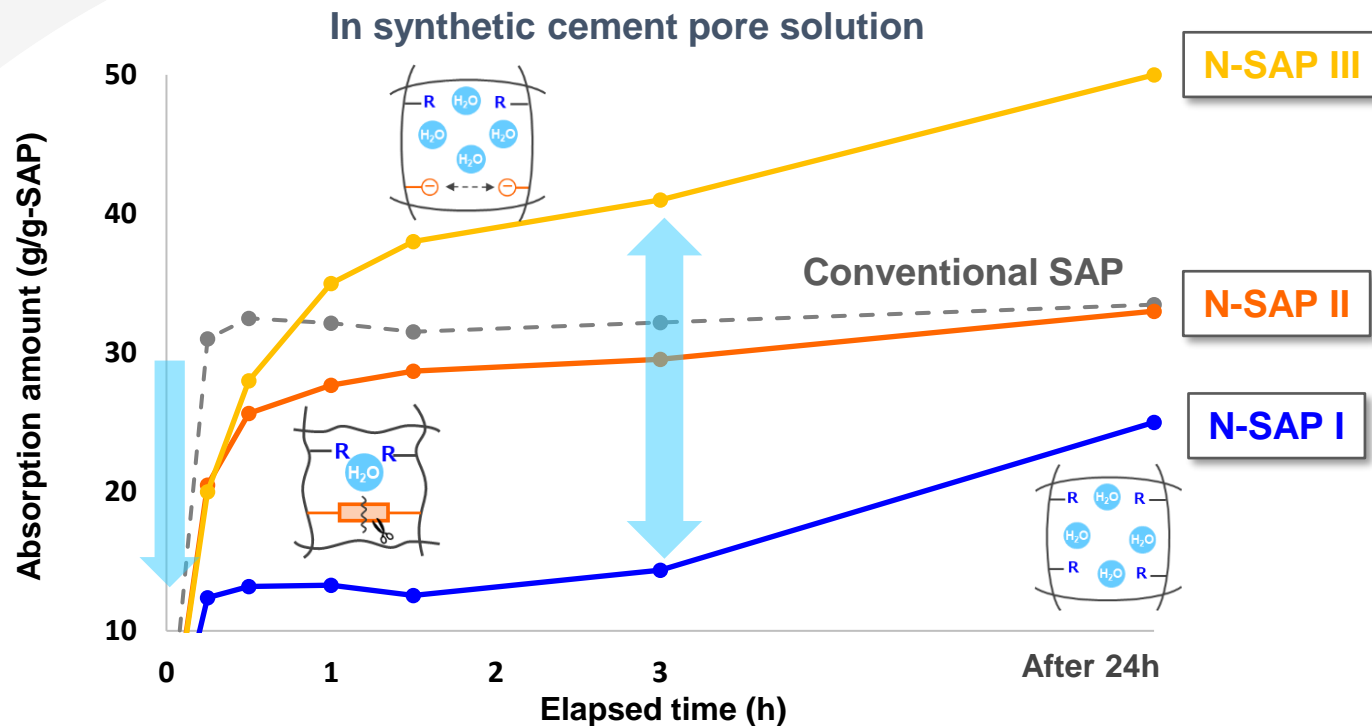 In synthetic cement pore solution
Absorption amount (g/g-SAP)
50
40
30
20
10
N-SAP III
R
H₂O
R
H₂O
H₂O
H₂O
−
−
Conventional SAP
N-SAP II
R
R
H₂O
N-SAP I
R
H₂O
R
H₂O
H₂O
R
H₂O
R
0
1
2
3
After 24h
Elapsed time (h)